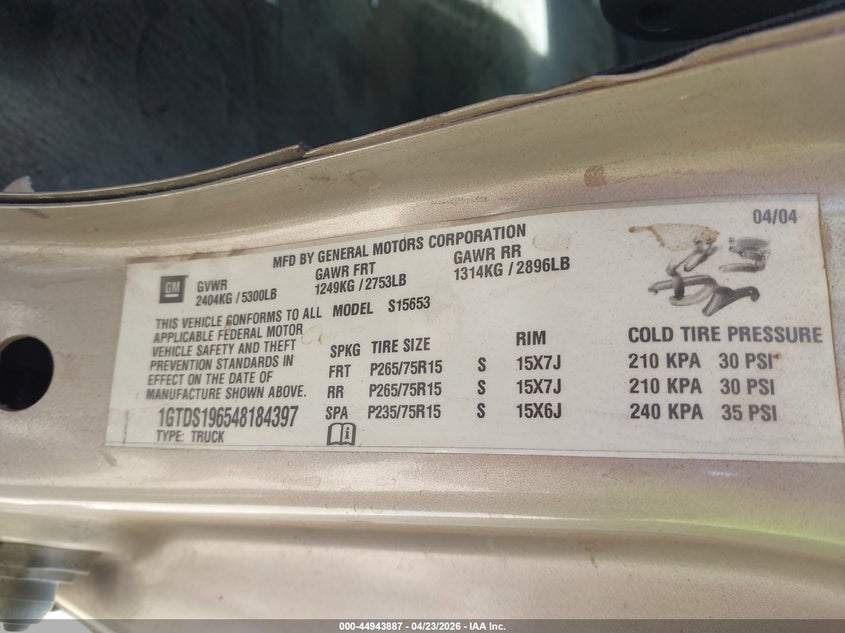 04/04
MFD BY GENERAL MOTORS CORPORATION
GM
GVWR GAWR FRT GAWR RR
2404KG / 5300LB 1249KG / 2753LB 1314KG / 2896LB
THIS VEHICLE CONFORMS TO ALL MODEL S15653
APPLICABLE FEDERAL MOTOR
VEHICLE SAFETY AND THEFT
PREVENTION STANDARDS IN
EFFECT ON THE DATE OF
MANUFACTURE SHOWN ABOVE.
1GTDS196548184397
TYPE: TRUCK
SPKG TIRE SIZE RIM COLD TIRE PRESSURE
FRT P265/75R15 S 15X7J 210 KPA 30 PSI
RR P265/75R15 S 15X7J 210 KPA 30 PSI
SPA P235/75R15 S 15X6J 240 KPA 35 PSI
000-44943887 - 04/23/2026 - IAA Inc.